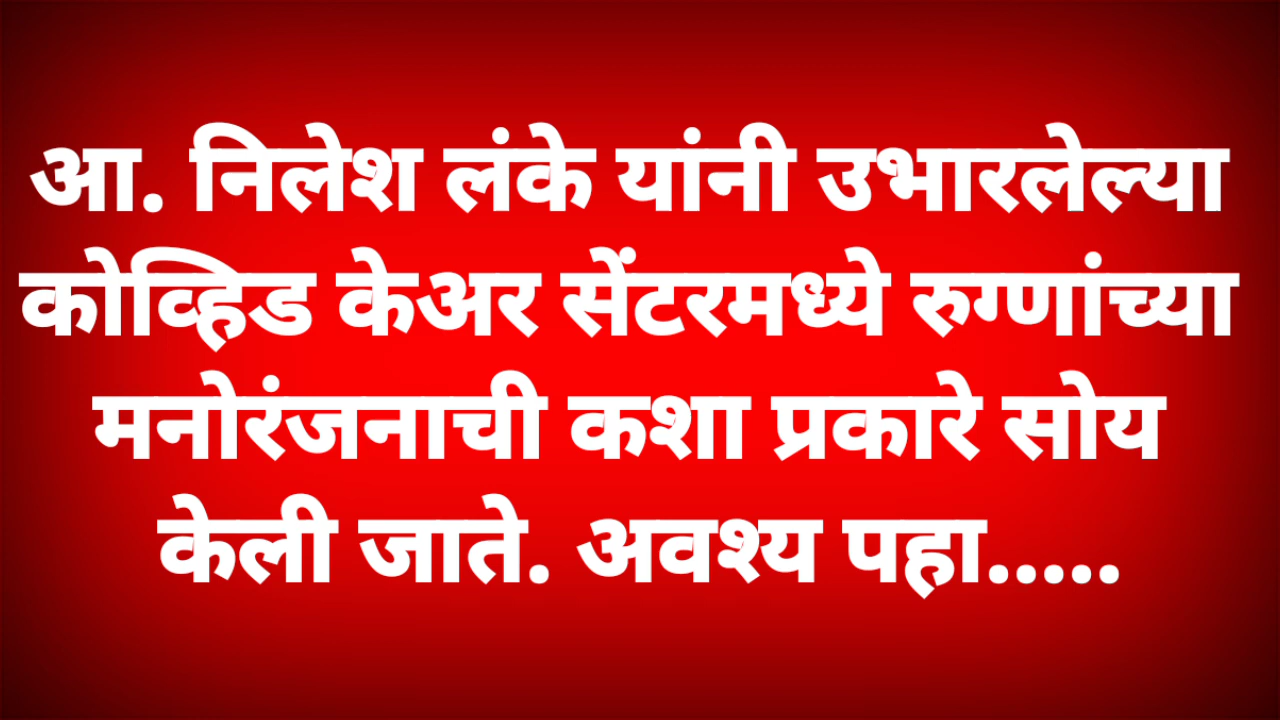 आ. निलेश लंके यांनी उभारलेल्या
कोव्हिड केअर सेंटरमध्ये रुग्णांच्या
मनोरंजनाची कशा प्रकारे सोय
केली जाते. अवश्य पहा.....